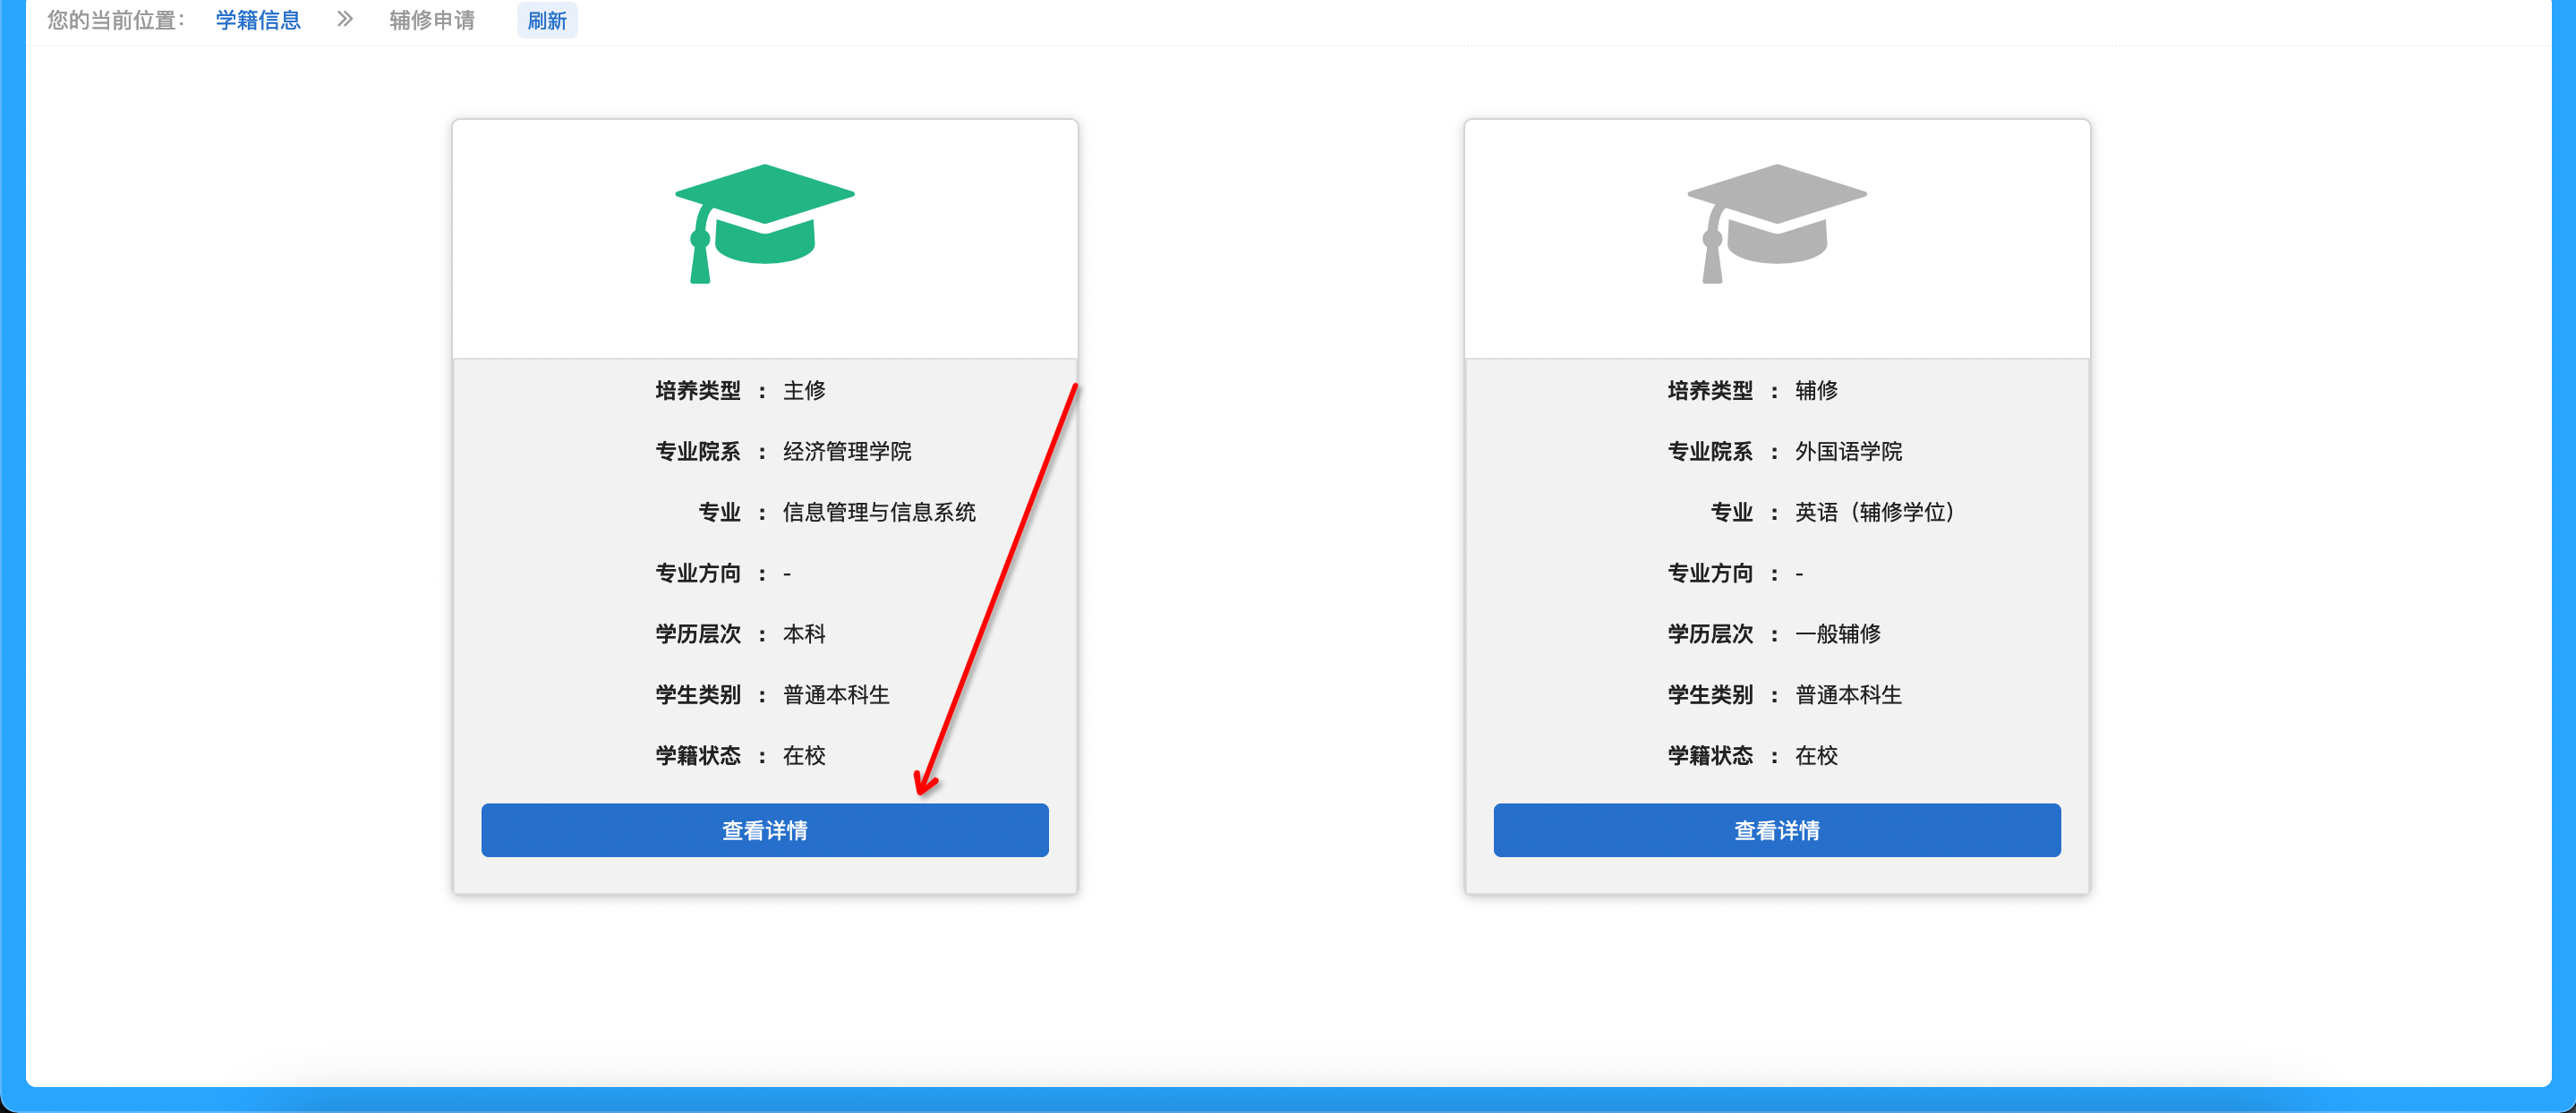 您的当前位置： 学籍信息 » 辅修申请 刷新
培养类型 : 主修
专业院系 : 经济管理学院
专业 : 信息管理与信息系统
专业方向 : -
学历层次 : 本科
学生类别 : 普通本科生
学籍状态 : 在校
查看详情
培养类型 : 辅修
专业院系 : 外国语学院
专业 : 英语（辅修学位）
专业方向 : -
学历层次 : 一般辅修
学生类别 : 普通本科生
学籍状态 : 在校
查看详情